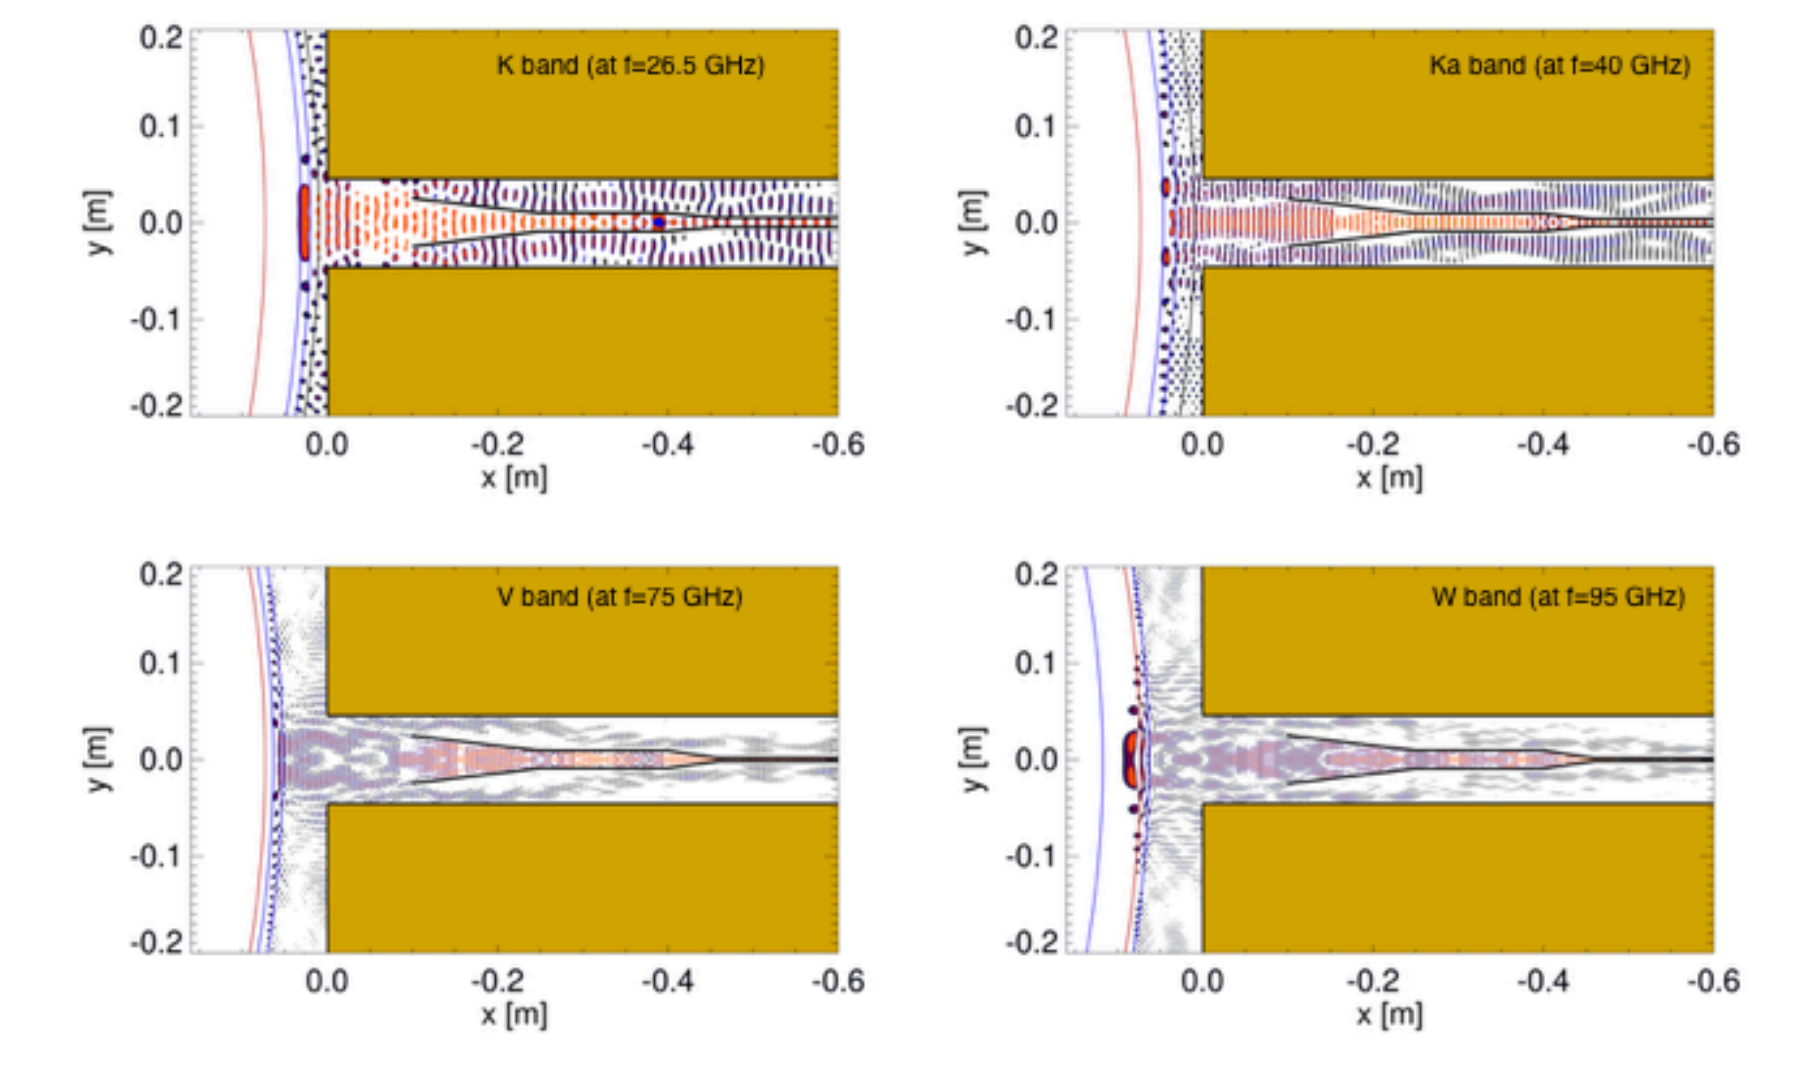 0.2
K band (at f=26.5 GHz)
0.1
0.0
-0.1
-0.2
y [m]
0.0 -0.2 -0.4 -0.6
x [m]
0.2
Ka band (at f=40 GHz)
0.1
0.0
-0.1
-0.2
y [m]
0.0 -0.2 -0.4 -0.6
x [m]
0.2
V band (at f=75 GHz)
0.1
0.0
-0.1
-0.2
y [m]
0.0 -0.2 -0.4 -0.6
x [m]
0.2
W band (at f=95 GHz)
0.1
0.0
-0.1
-0.2
y [m]
0.0 -0.2 -0.4 -0.6
x [m]